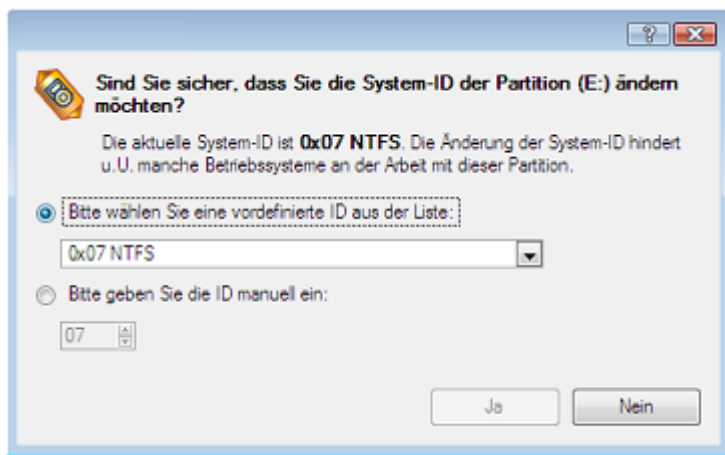 Sind Sie sicher, dass Sie die System-ID der Partition (E:) ändern
möchten?
Die aktuelle System-ID ist 0x07 NTFS. Die Änderung der System-ID hindert
u.U. manche Betriebssysteme an der Arbeit mit dieser Partition.
Bitte wählen Sie eine vordefinierte ID aus der Liste:
0x07 NTFS
Bitte geben Sie die ID manuell ein:
07
Ja Nein